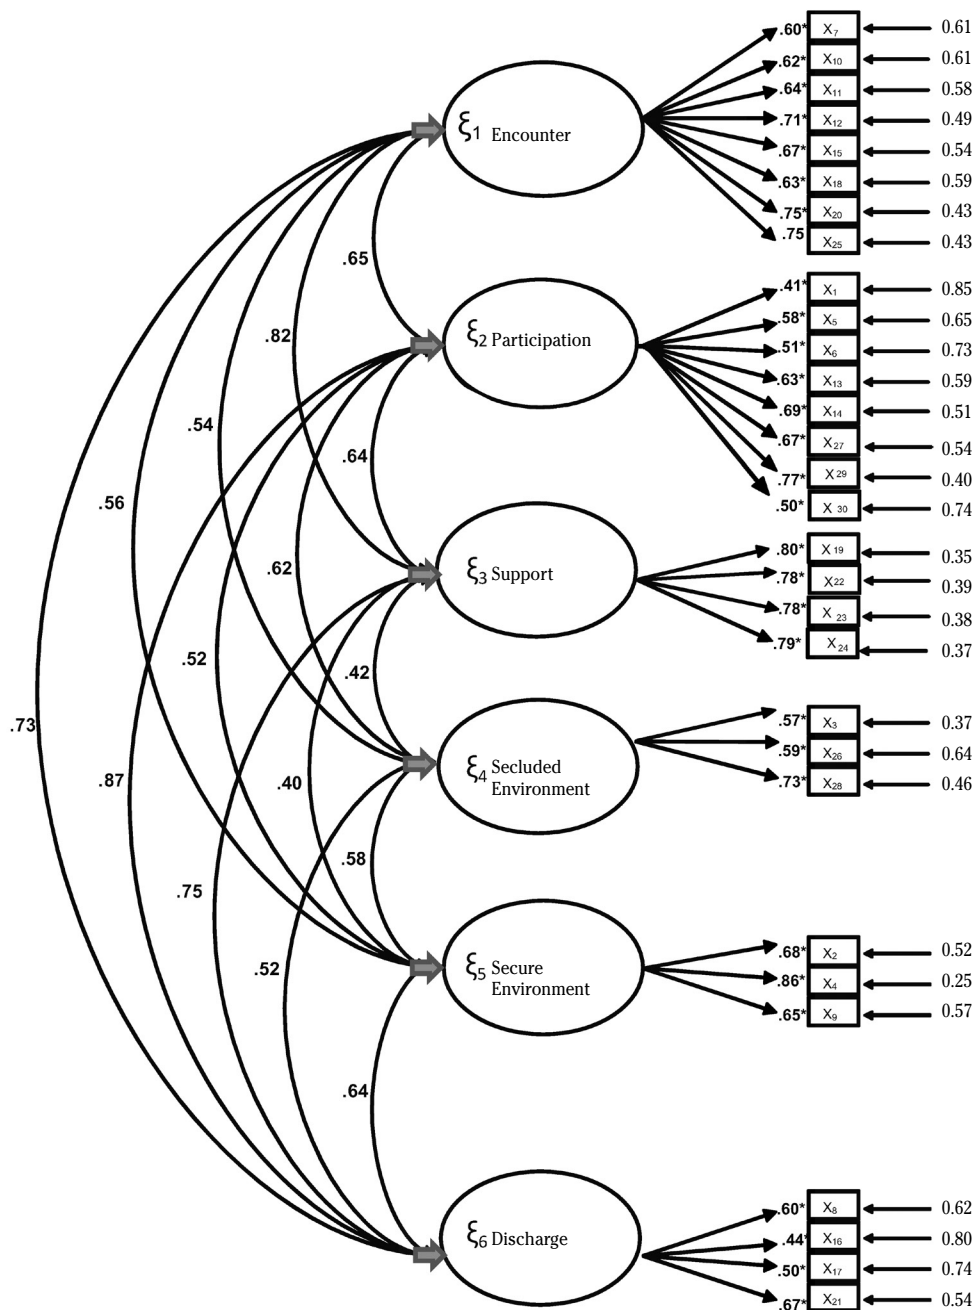 .60* X7 0.61
.62* X10 0.61
.64* X11 0.58
ξ1 Encounter
.71* X12 0.49
.67* X15 0.54
.63* X18 0.59
.75* X20 0.43
.75 X25 0.43
.65
.41* X1 0.85
.58* X5 0.65
ξ2 Participation
.82
.51* X6 0.73
.63* X13 0.59
.69* X14 0.51
.54
.67* X27 0.54
.64
.77* X29 0.40
.56
.50* X30 0.74
.80* X19 0.35
.62
ξ3 Support
.78* X22 0.39
.78* X23 0.38
.79* X24 0.37
.52
.42
.73
.57* X3 0.37
.59* X26 0.64
ξ4 Secluded
Environment
.87
.40
.73* X28 0.46
.58
.75
.68* X2 0.52
.52
ξ5 Secure
Environment
.86* X4 0.25
.65* X9 0.57
.64
.60* X8 0.62
ξ6 Discharge
.44* X16 0.80
.50* X17 0.74
.67* X21 0.54